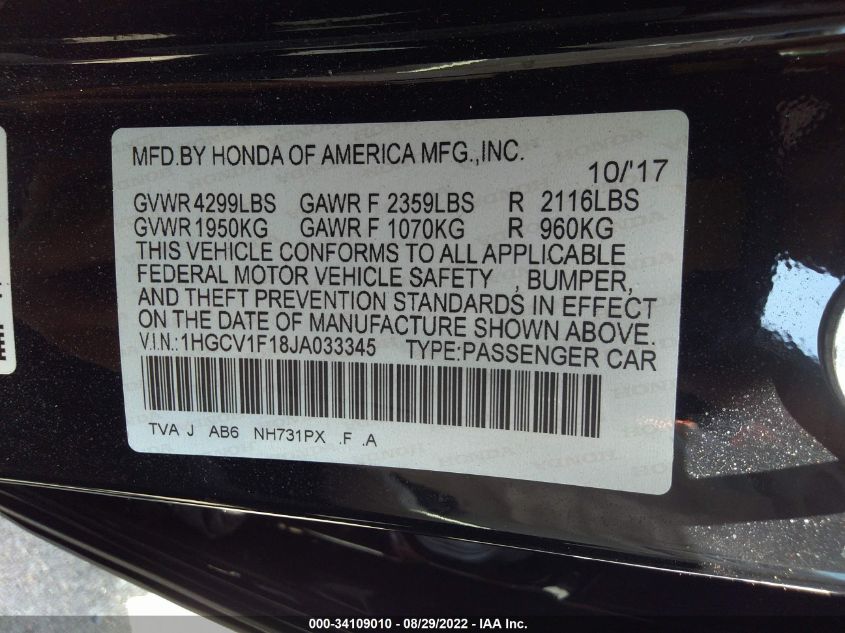 MFD.BY HONDA OF AMERICA MFG.,INC.
10/'17
GVWR 4299LBS GAWR F 2359LBS R 2116LBS
GVWR 1950KG GAWR F 1070KG R 960KG
THIS VEHICLE CONFORMS TO ALL APPLICABLE
FEDERAL MOTOR VEHICLE SAFETY , BUMPER,
AND THEFT PREVENTION STANDARDS IN EFFECT
ON THE DATE OF MANUFACTURE SHOWN ABOVE.
V.I.N.:1HGCV1F18JA033345 TYPE:PASSENGER CAR
TVA J AB6 NH731PX .F .A
000-34109010 - 08/29/2022 - IAA Inc.